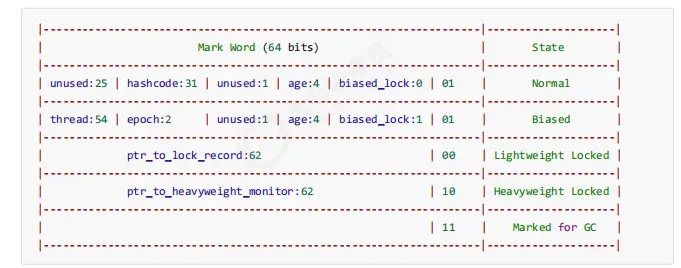 |-----------------------------------------------------------|--------------------|
| Mark Word (64 bits) | State |
|-----------------------------------------------------------|--------------------|
| unused:25 | hashcode:31 | unused:1 | age:4 | biased_lock:0 | 01 | Normal |
|-----------------------------------------------------------|--------------------|
| thread:54 | epoch:2 | unused:1 | age:4 | biased_lock:1 | 01 | Biased |
|-----------------------------------------------------------|--------------------|
| ptr_to_lock_record:62 | 00 | Lightweight Locked |
|-----------------------------------------------------------|--------------------|
| ptr_to_heavyweight_monitor:62 | 10 | Heavyweight Locked |
|-----------------------------------------------------------|--------------------|
| | 11 | Marked for GC |
|-----------------------------------------------------------|--------------------|